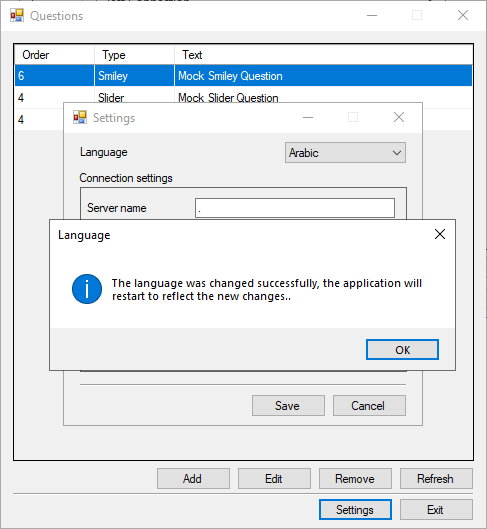 Questions
Order Type Text
6 Smiley Mock Smiley Question
4 Slider Mock Slider Question
4
Settings
Language Arabic
Connection settings
Server name .
Language
The language was changed successfully, the application will
restart to reflect the new changes..
OK
Save Cancel
Add Edit Remove Refresh
Settings Exit